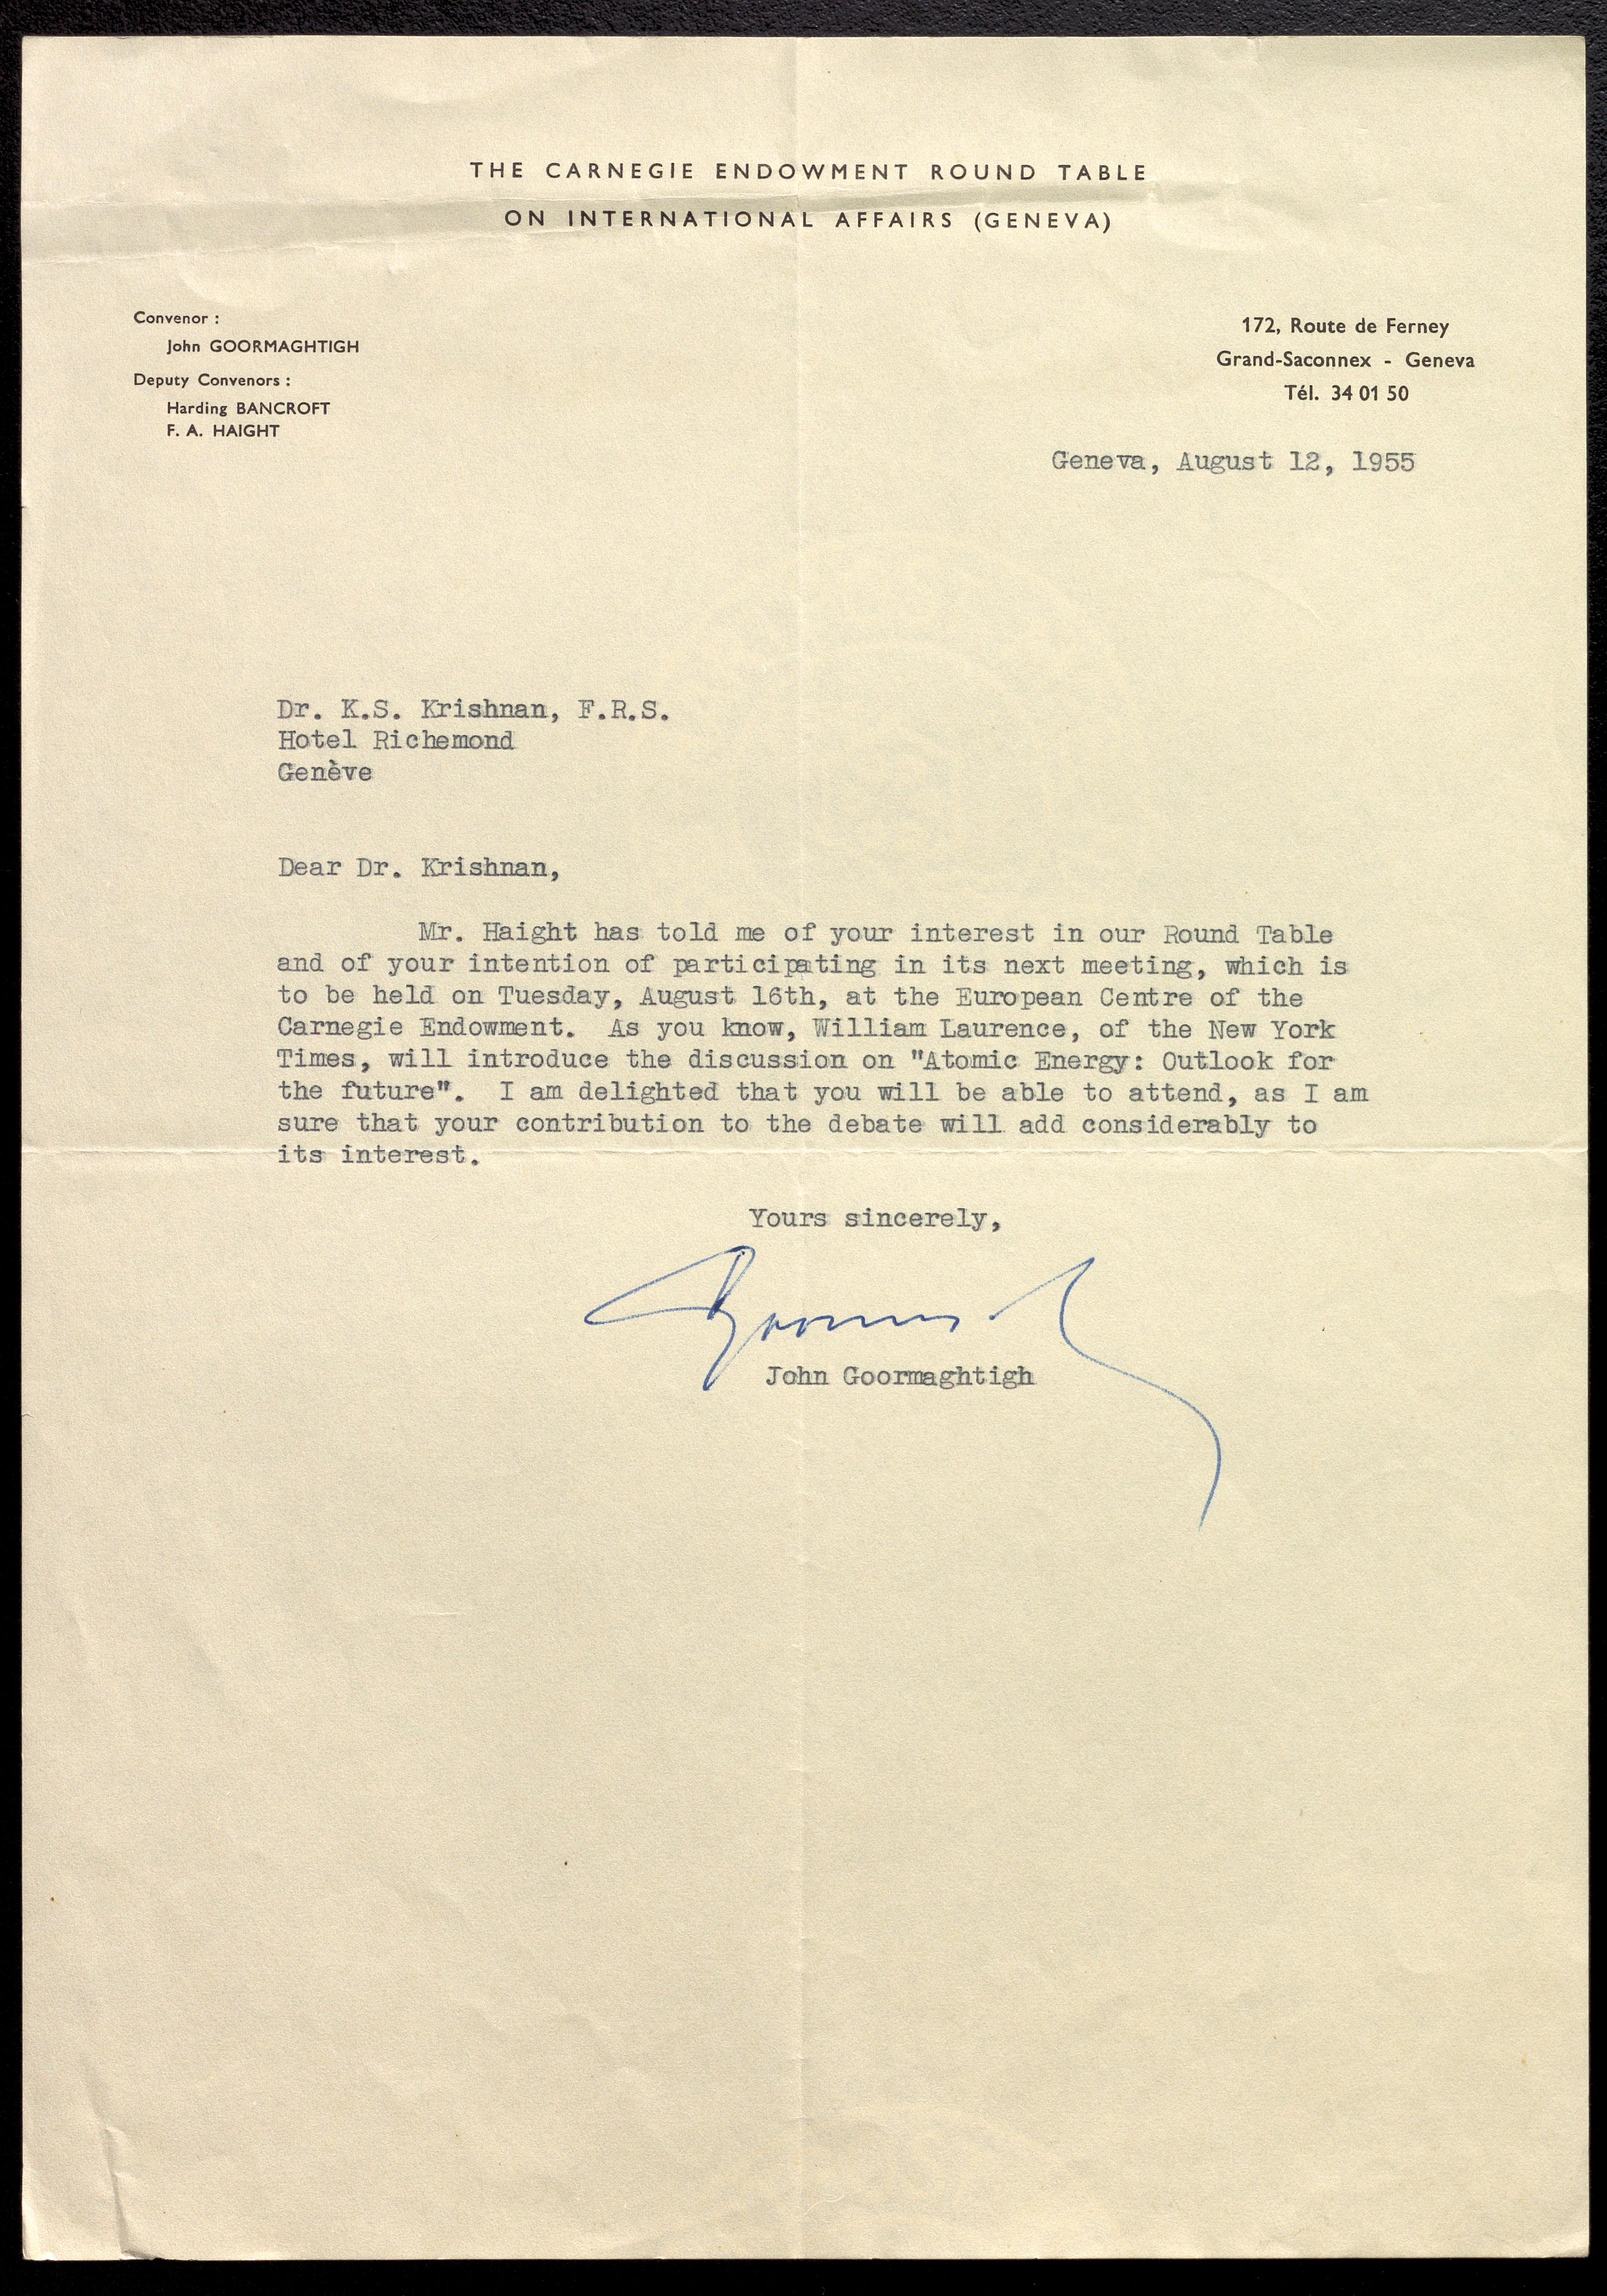 THE CARNEGIE ENDOWMENT ROUND TABLE
ON INTERNATIONAL AFFAIRS (GENEVA)
Convenor :
John GOORMAGHTIGH
Deputy Convenors :
Harding BANCROFT
F. A. HAIGHT
172, Route de Ferney
Grand-Saconnex - Geneva
Tél. 34 01 50
Geneva, August 12, 1955
Dr. K.S. Krishnan, F.R.S.
Hotel Richemond
Genève
Dear Dr. Krishnan,
Mr. Haight has told me of your interest in our Round Table
and of your intention of participating in its next meeting, which is
to be held on Tuesday, August 16th, at the European Centre of the
Carnegie Endowment. As you know, William Laurence, of the New York
Times, will introduce the discussion on "Atomic Energy: Outlook for
the future". I am delighted that you will be able to attend, as I am
sure that your contribution to the debate will add considerably to
its interest.
Yours sincerely,
John Goormaghtigh